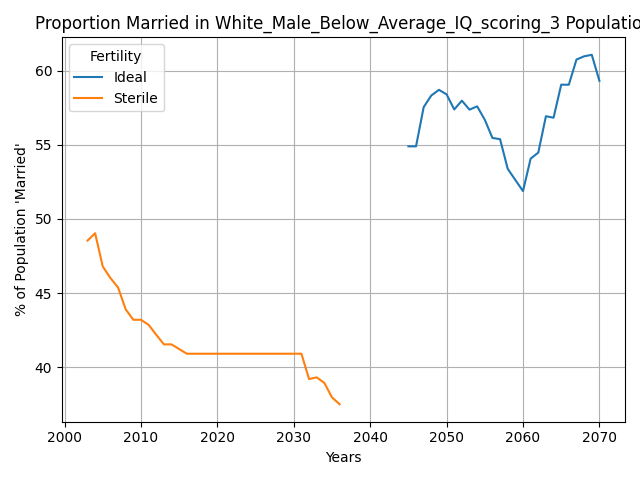 Proportion Married in White_Male_Below_Average_IQ_scoring_3 Populatio
Fertility
Ideal
Sterile
% of Population 'Married'
60
55
50
45
40
2000 2010 2020 2030 2040 2050 2060 2070
Years